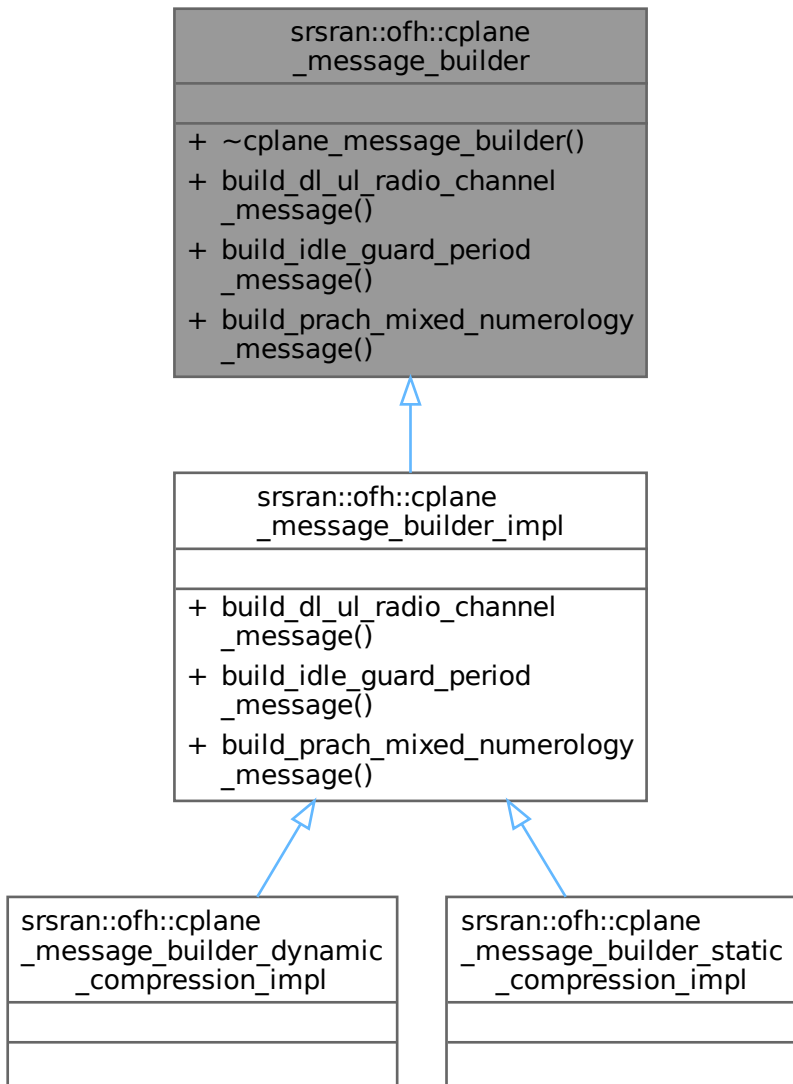 srsran::ofh::cplane
_message_builder
+ ~cplane_message_builder()
+ build_dl_ul_radio_channel
_message()
+ build_idle_guard_period
_message()
+ build_prach_mixed_numerology
_message()
srsran::ofh::cplane
_message_builder_impl
+ build_dl_ul_radio_channel
_message()
+ build_idle_guard_period
_message()
+ build_prach_mixed_numerology
_message()
srsran::ofh::cplane
_message_builder_dynamic
_compression_impl
srsran::ofh::cplane
_message_builder_static
_compression_impl